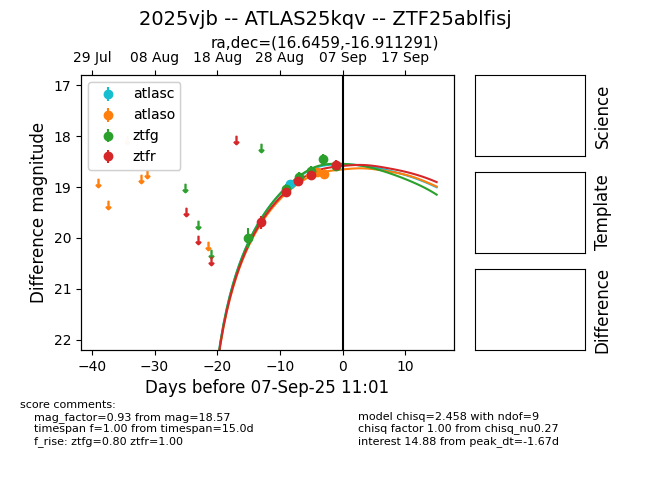 2025vjb -- ATLAS25kqv -- ZTF25ablfisj
ra,dec=(16.6459,-16.911291)
29 Jul 08 Aug 18 Aug 28 Aug 07 Sep 17 Sep
17
18
19
20
21
22
Difference magnitude
atlasc
atlaso
ztfg
ztfr
−40 −30 −20 −10 0 10
Days before 07-Sep-25 11:01
Science
Template
Difference
score comments:
mag_factor=0.93 from mag=18.57
timespan f=1.00 from timespan=15.0d
f_rise: ztfg=0.80 ztfr=1.00
model chisq=2.458 with ndof=9
chisq factor 1.00 from chisq_nu0.27
interest 14.88 from peak_dt=-1.67d